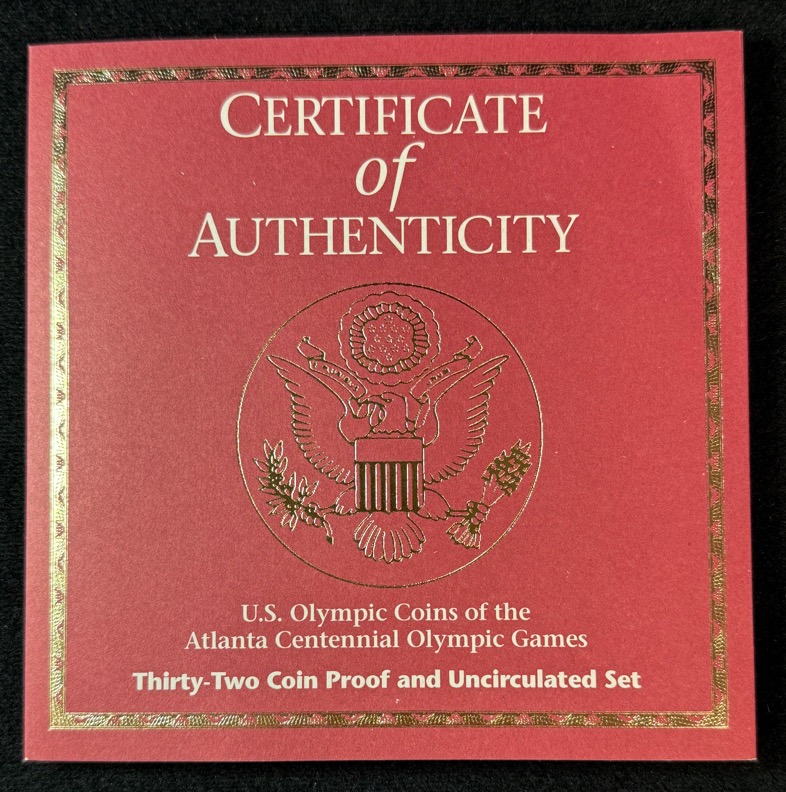 CERTIFICATE
of
AUTHENTICITY
U.S. Olympic Coins of the
Atlanta Centennial Olympic Games
Thirty-Two Coin Proof and Uncirculated Set